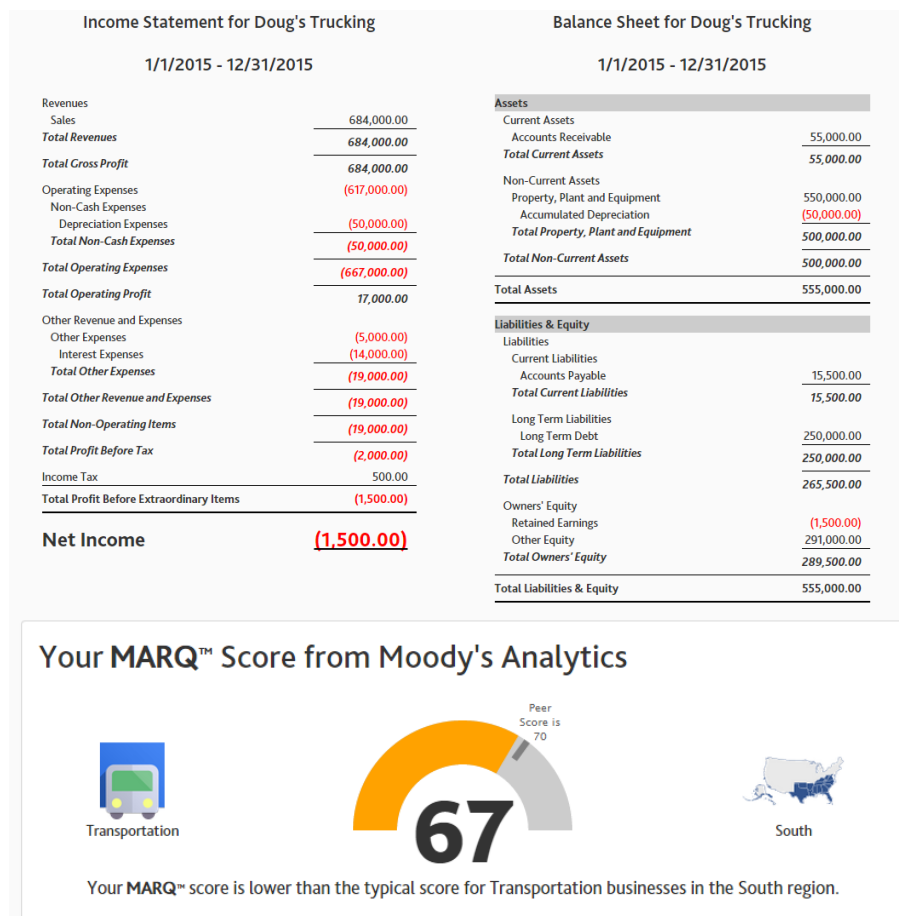 Income Statement for Doug's Trucking
1/1/2015 - 12/31/2015
Revenues
Sales 684,000.00
Total Revenues 684,000.00
Total Gross Profit 684,000.00
Operating Expenses (617,000.00)
Non-Cash Expenses
Depreciation Expenses (50,000.00)
Total Non-Cash Expenses (50,000.00)
Total Operating Expenses (667,000.00)
Total Operating Profit 17,000.00
Other Revenue and Expenses
Other Expenses (5,000.00)
Interest Expenses (14,000.00)
Total Other Expenses (19,000.00)
Total Other Revenue and Expenses (19,000.00)
Total Non-Operating Items (19,000.00)
Total Profit Before Tax (2,000.00)
Income Tax 500.00
Total Profit Before Extraordinary Items (1,500.00)
Net Income (1,500.00)
Balance Sheet for Doug's Trucking
1/1/2015 - 12/31/2015
Assets
Current Assets
Accounts Receivable 55,000.00
Total Current Assets 55,000.00
Non-Current Assets
Property, Plant and Equipment 550,000.00
Accumulated Depreciation (50,000.00)
Total Property, Plant and Equipment 500,000.00
Total Non-Current Assets 500,000.00
Total Assets 555,000.00
Liabilities & Equity
Liabilities
Current Liabilities
Accounts Payable 15,500.00
Total Current Liabilities 15,500.00
Long Term Liabilities
Long Term Debt 250,000.00
Total Long Term Liabilities 250,000.00
Total Liabilities 265,500.00
Owners' Equity
Retained Earnings (1,500.00)
Other Equity 291,000.00
Total Owners' Equity 289,500.00
Total Liabilities & Equity 555,000.00
Your MARQ™ Score from Moody's Analytics
Peer
Score is
70
67
Transportation
South
Your MARQ™ score is lower than the typical score for Transportation businesses in the South region.